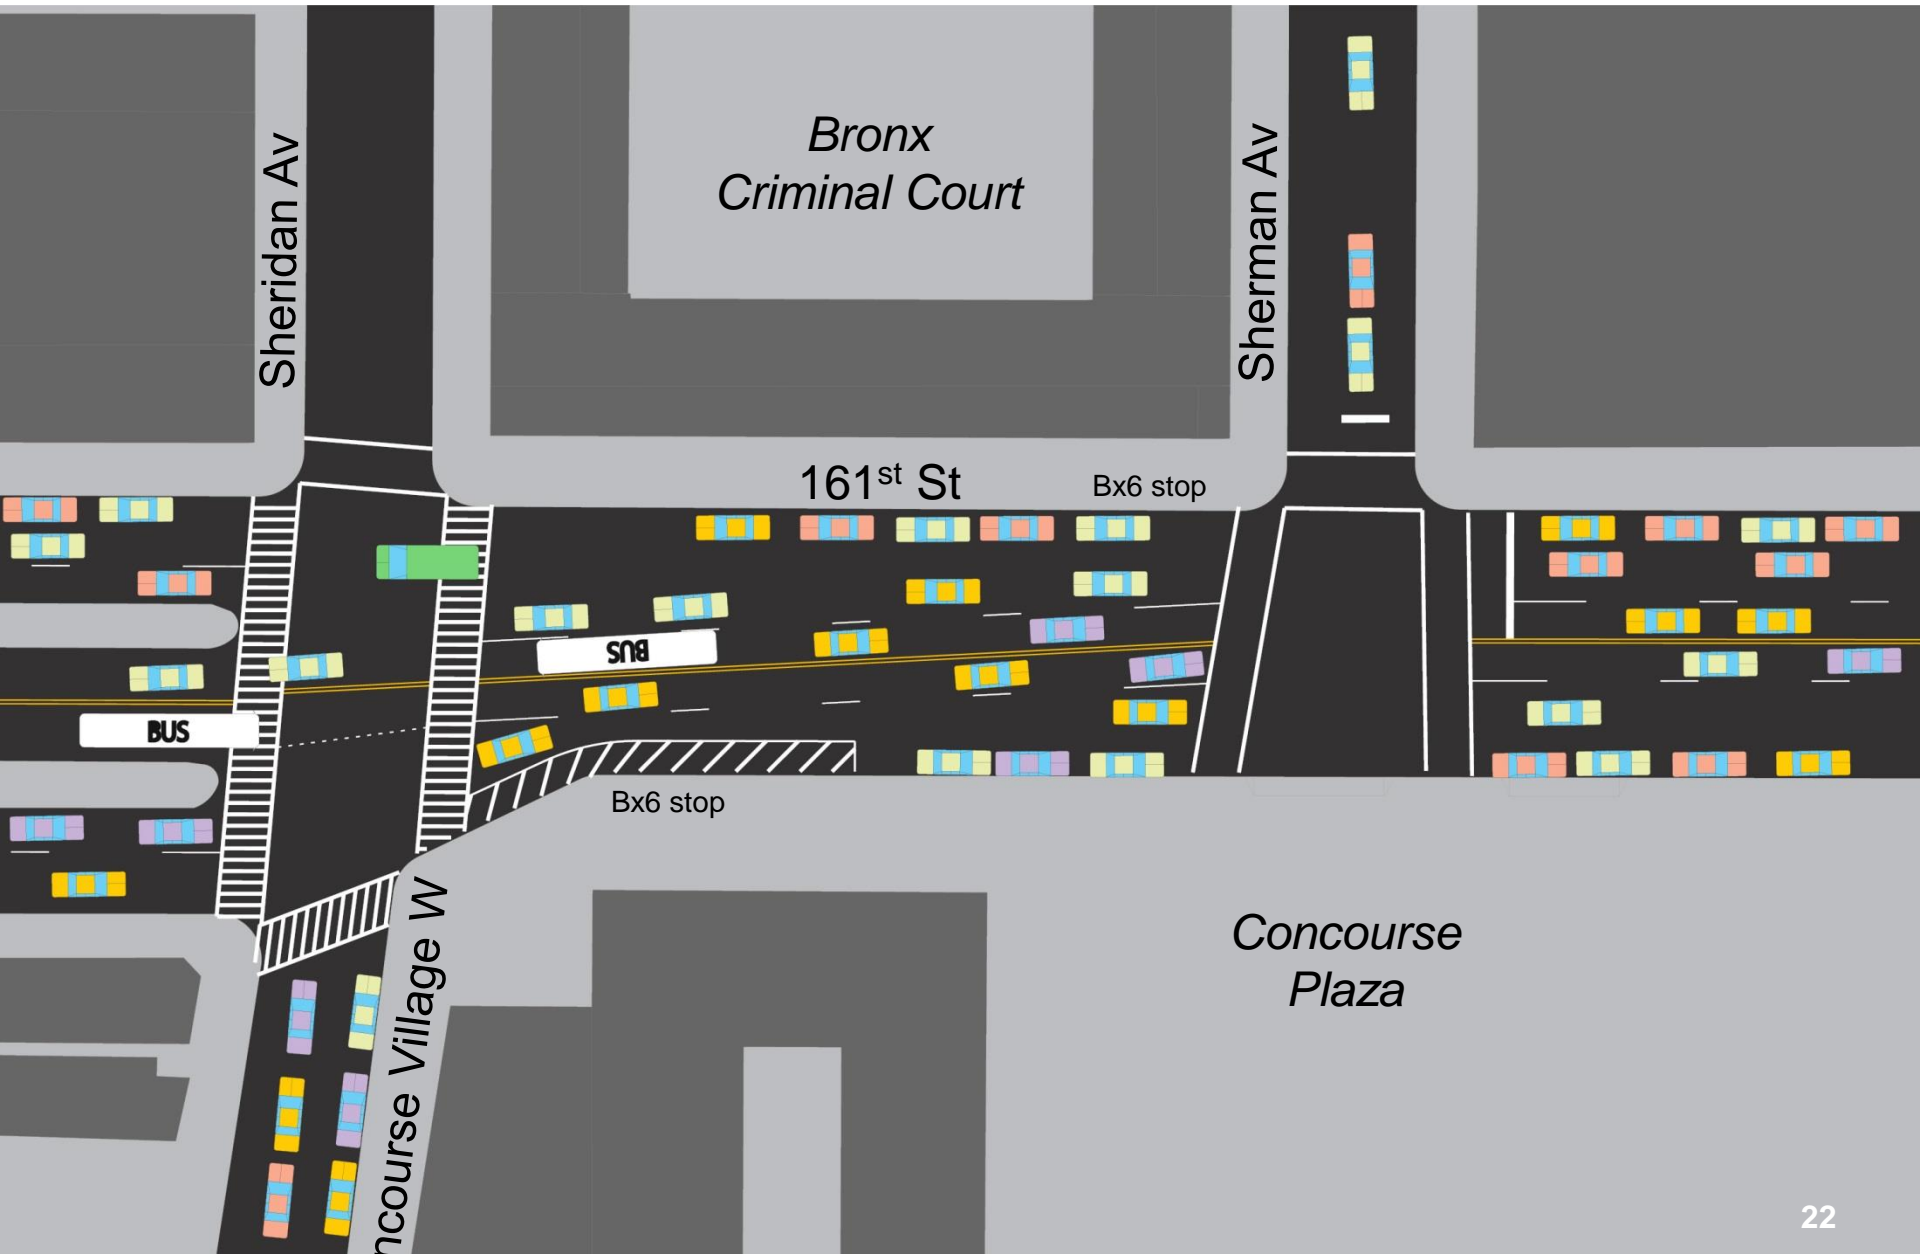 Bronx
Criminal Court
Sheridan Av
Sherman Av
161st St
Bx6 stop
BUS
BUS
Bx6 stop
ncourse Village W
Concourse
Plaza
22